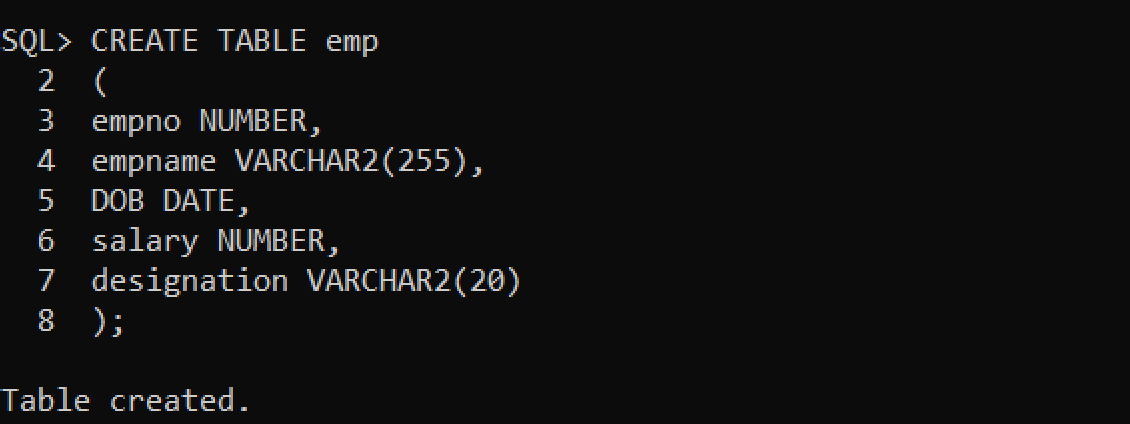 SQL> CREATE TABLE emp
  2  (
  3  empno NUMBER,
  4  empname VARCHAR2(255),
  5  DOB DATE,
  6  salary NUMBER,
  7  designation VARCHAR2(20)
  8  );

Table created.